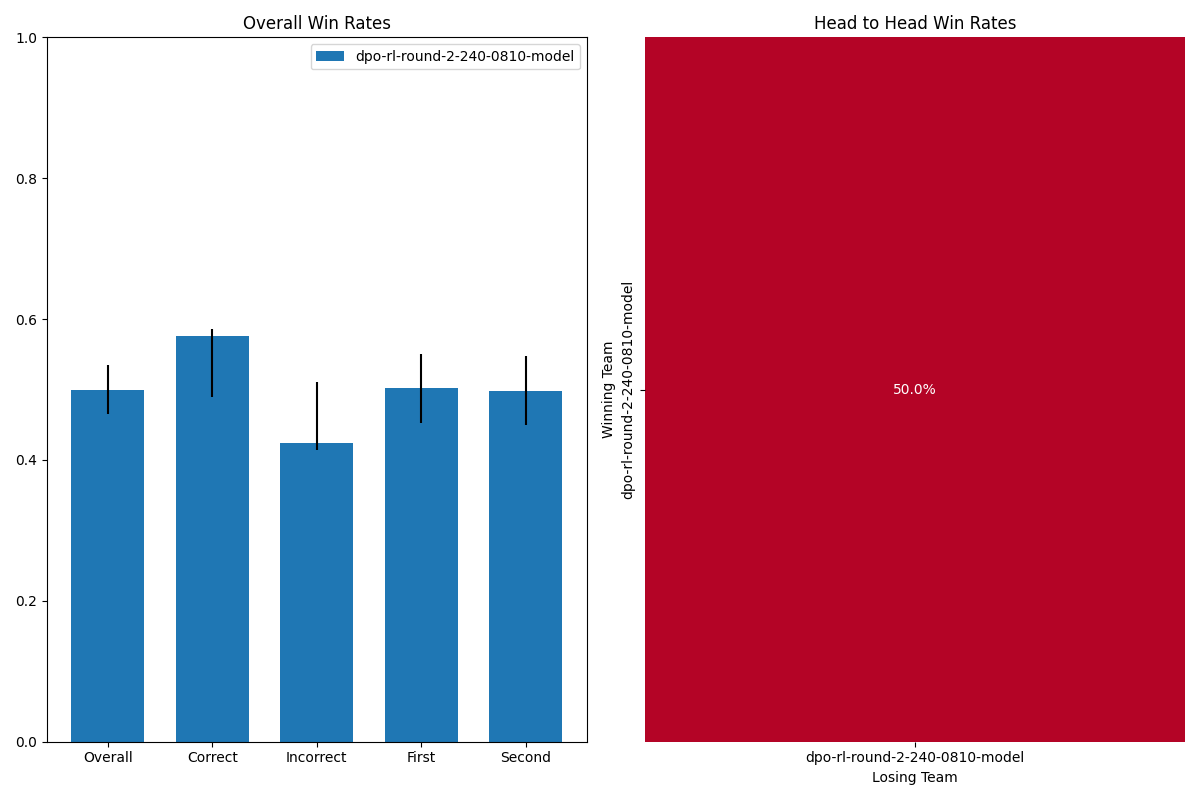 Overall Win Rates
dpo-rl-round-2-240-0810-model
1.0
0.8
0.6
0.4
0.2
0.0
Overall
Correct
Incorrect
First
Second
Head to Head Win Rates
Winning Team
dpo-rl-round-2-240-0810-model
50.0%
dpo-rl-round-2-240-0810-model
Losing Team